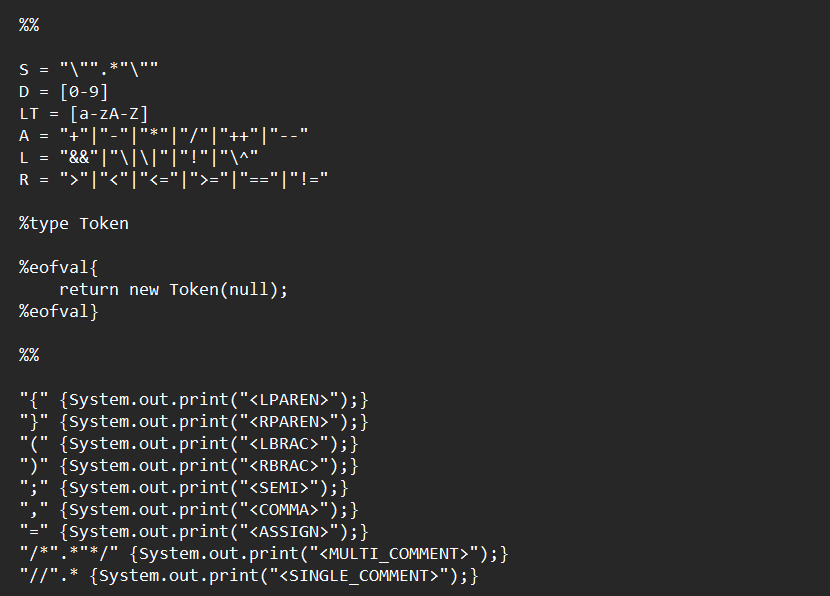 %%
S = "\"".*"\""
D = [0-9]
LT = [a-zA-Z]
A = "+"|"-"|"*"|"/"|"++"|"--"
L = "&&"|"\|\|"|"!"|"\^"
R = ">"|"<"|"<="|">="|"=="|"!="
%type Token
%eofval{
    return new Token(null);
%eofval}
%%
"{" {System.out.print("<LPAREN>");}
"}" {System.out.print("<RPAREN>");}
"(" {System.out.print("<LBRAC>");}
")" {System.out.print("<RBRAC>");}
";" {System.out.print("<SEMI>");}
"," {System.out.print("<COMMA>");}
"=" {System.out.print("<ASSIGN>");}
"/*".*"*/" {System.out.print("<MULTI_COMMENT>");}
"//".* {System.out.print("<SINGLE_COMMENT>");}